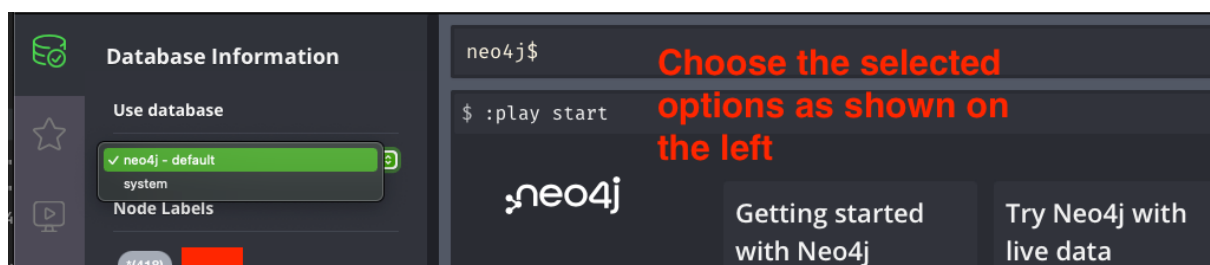 Database Information
Use database
✓ neo4j - default
system
Node Labels
*(418)
neo4j$
$ :play start
Choose the selected
options as shown on
the left
neo4j
Getting started
with Neo4j
Try Neo4j with
live data